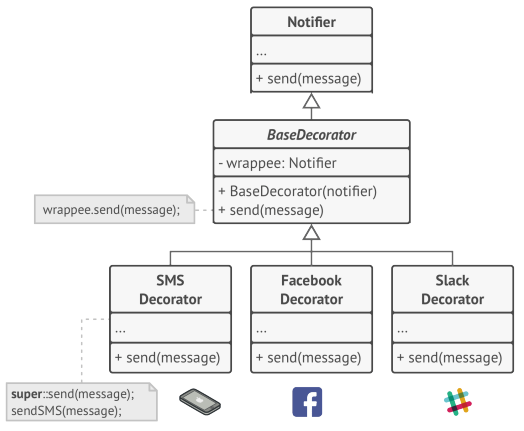 Notifier
...
+ send(message)
BaseDecorator
- wrappee: Notifier
+ BaseDecorator(notifier)
+ send(message)
wrappee.send(message);
SMS
Decorator
...
+ send(message)
Facebook
Decorator
...
+ send(message)
Slack
Decorator
...
+ send(message)
super::send(message);
sendSMS(message);